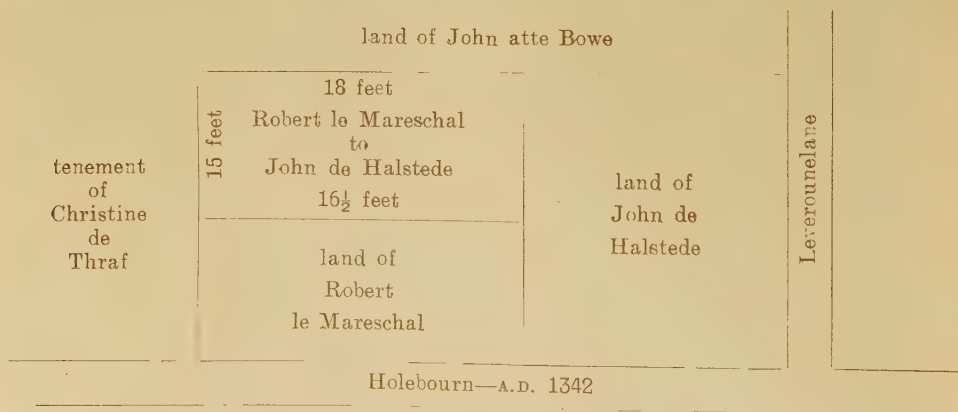 land of John atte Bowe
18 feet
15 feet
Robert le Mareschal
to
John de Halstede
16½ feet
tenement
of
Christine
de
Thraf
land of
John de
Halstede
Leverounelane
land of
Robert
le Mareschal
Holebourn—A.D. 1342